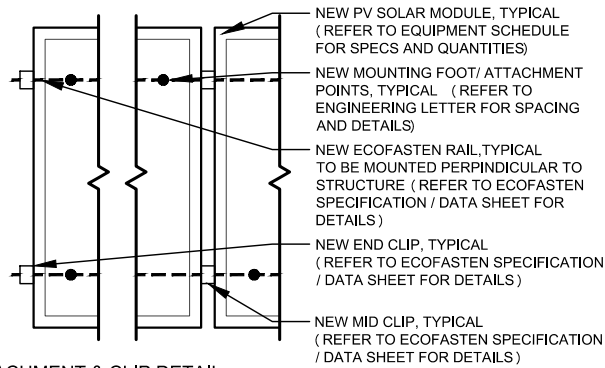 NEW PV SOLAR MODULE, TYPICAL
( REFER TO EQUIPMENT SCHEDULE
FOR SPECS AND QUANTITIES)
NEW MOUNTING FOOT/ ATTACHMENT
POINTS, TYPICAL ( REFER TO
ENGINEERING LETTER FOR SPACING
AND DETAILS)
NEW ECOFASTEN RAIL,TYPICAL
TO BE MOUNTED PERPINDICULAR TO
STRUCTURE ( REFER TO ECOFASTEN
SPECIFICATION / DATA SHEET FOR
DETAILS )
NEW END CLIP, TYPICAL
( REFER TO ECOFASTEN SPECIFICATION
/ DATA SHEET FOR DETAILS )
NEW MID CLIP, TYPICAL
( REFER TO ECOFASTEN SPECIFICATION
/ DATA SHEET FOR DETAILS )